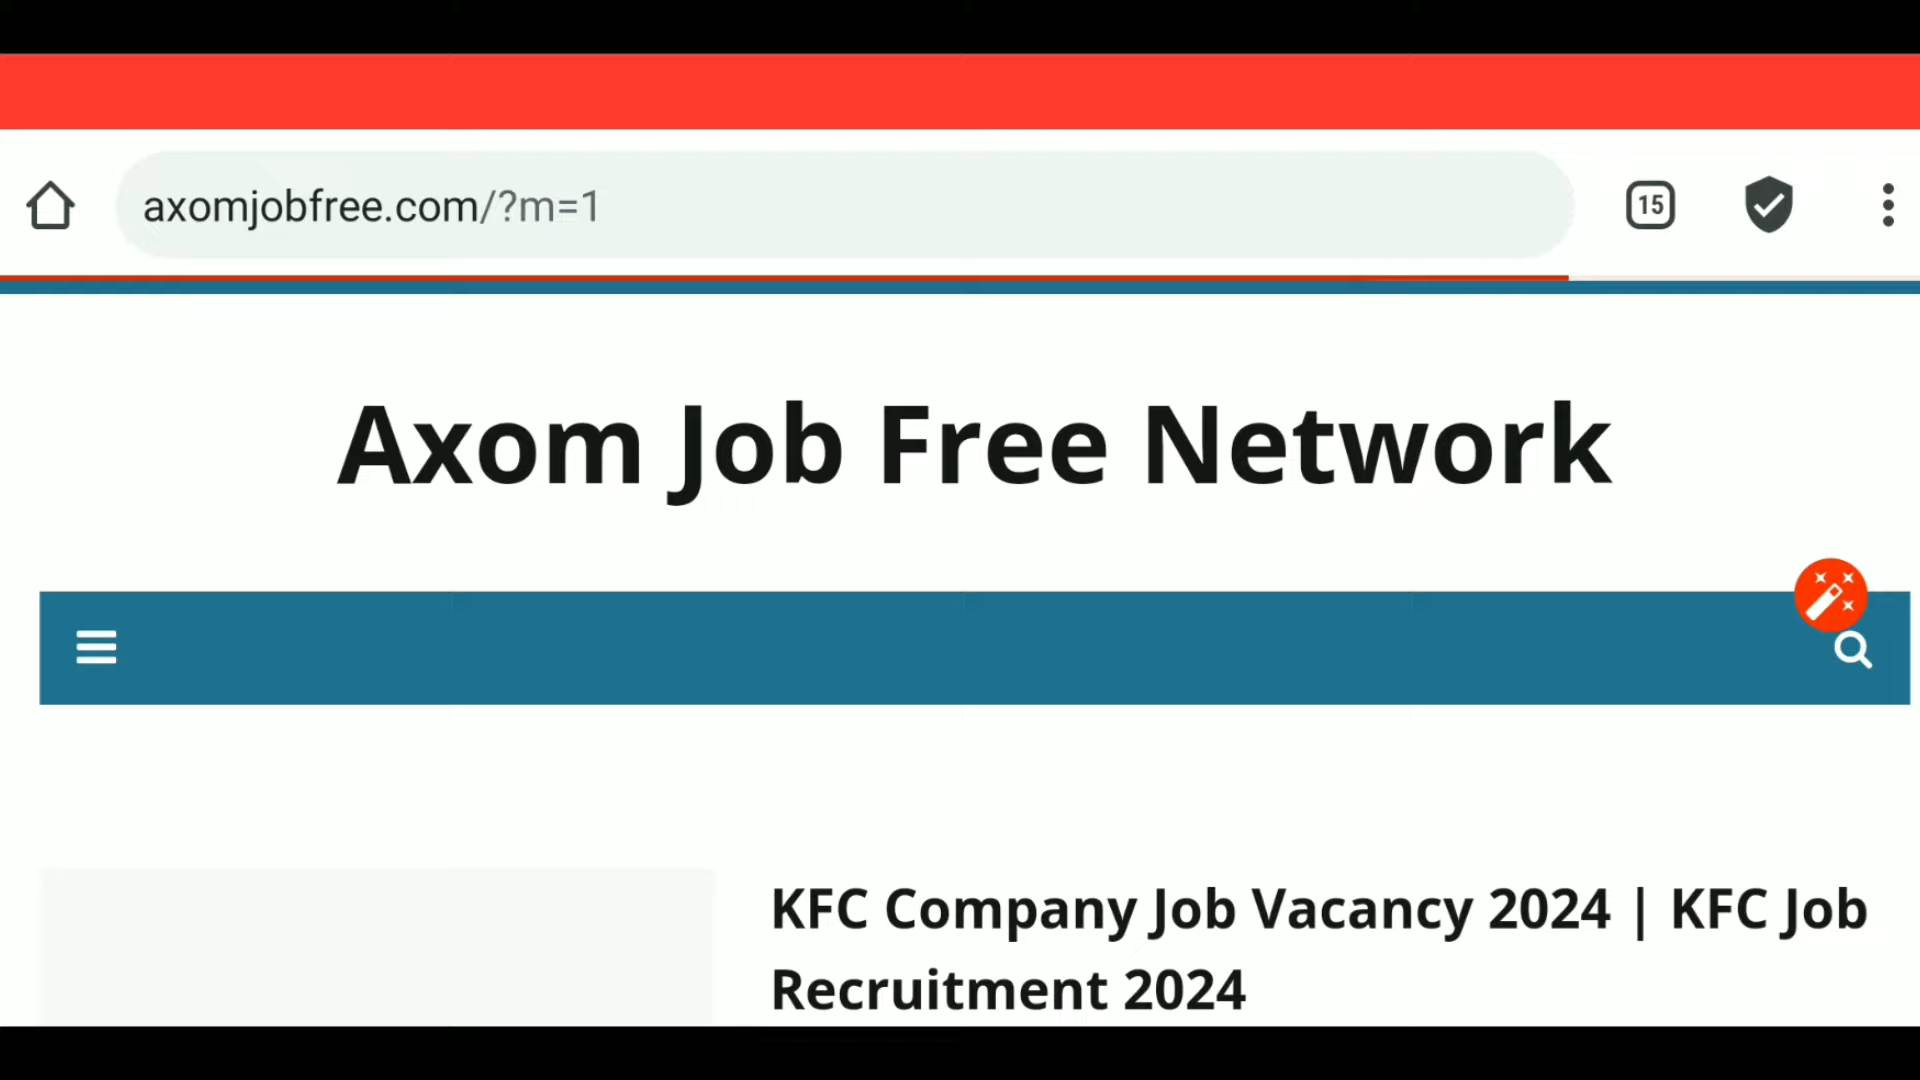 axomjobfree.com/?m=1
15
Axom Job Free Network
KFC Company Job Vacancy 2024 | KFC Job
Recruitment 2024